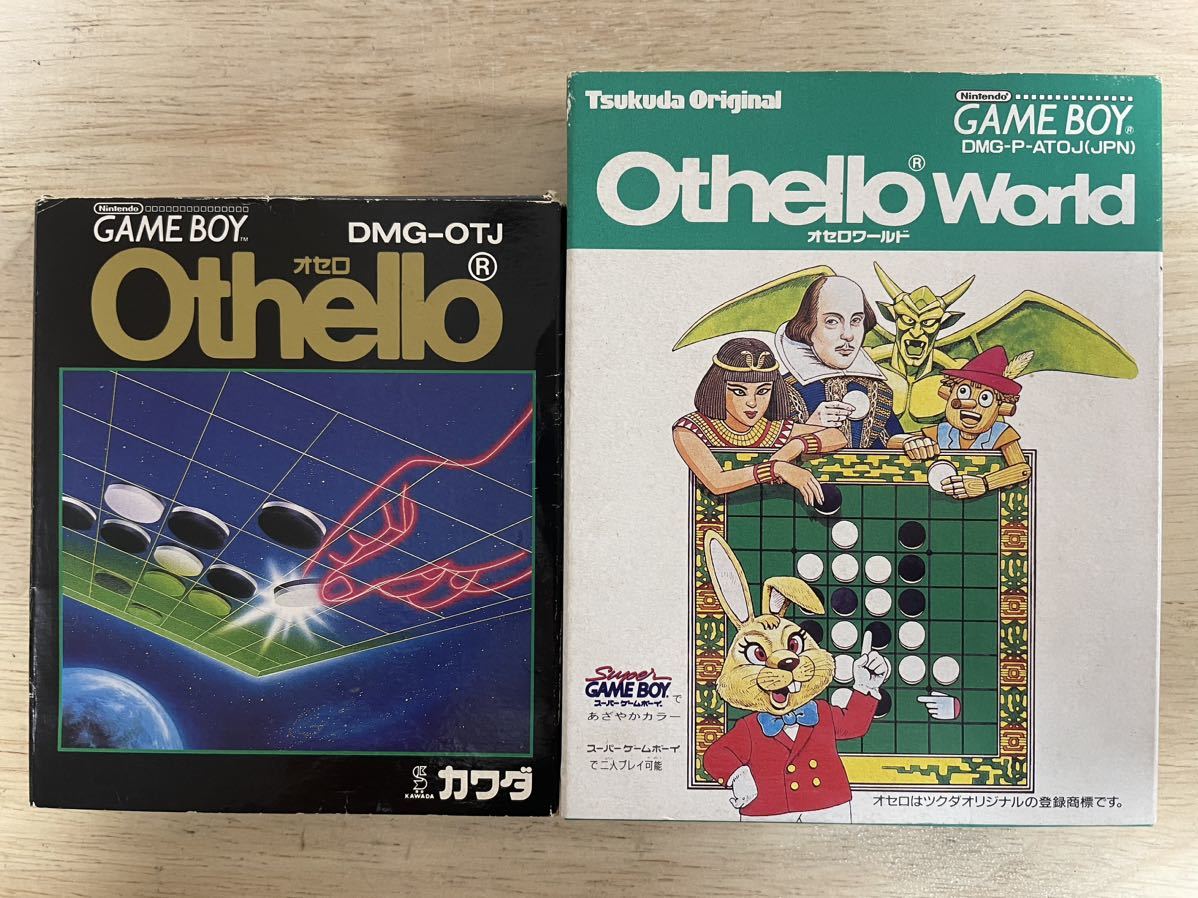 Nintendo
GAME BOY™
DMG-OTJ
オセロ
Othello®
KAWADA
カワダ
Tsukuda Original
Nintendo®
GAME BOY®
DMG-P-ATOJ(JPN)
Othello® World
オセロワールド
Super
GAME BOY
スーパーゲームボーイ
で
あざやかカラー
スーパーゲームボーイ
で二人プレイ可能
オセロはツクダオリジナルの登録商標です。